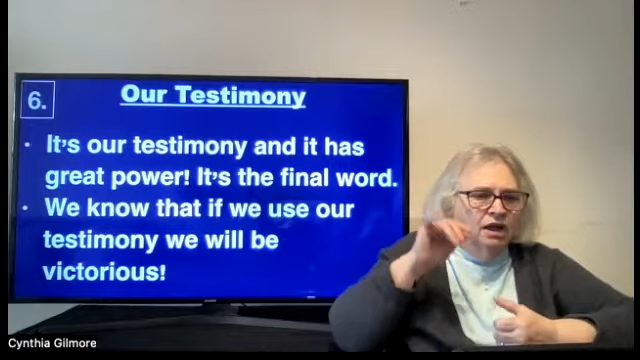 6.
Our Testimony
• It's our testimony and it has
great power! It's the final word.
• We know that if we use our
testimony we will be
victorious!
Cynthia Gilmore